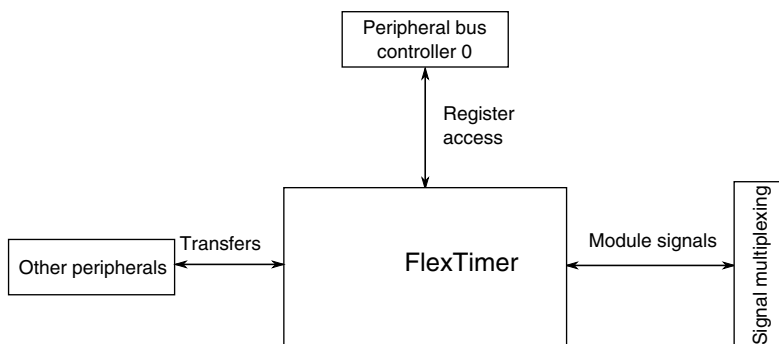 Peripheral bus
controller 0
Register
access
Transfers
Other peripherals
FlexTimer
Module signals
Signal multiplexing